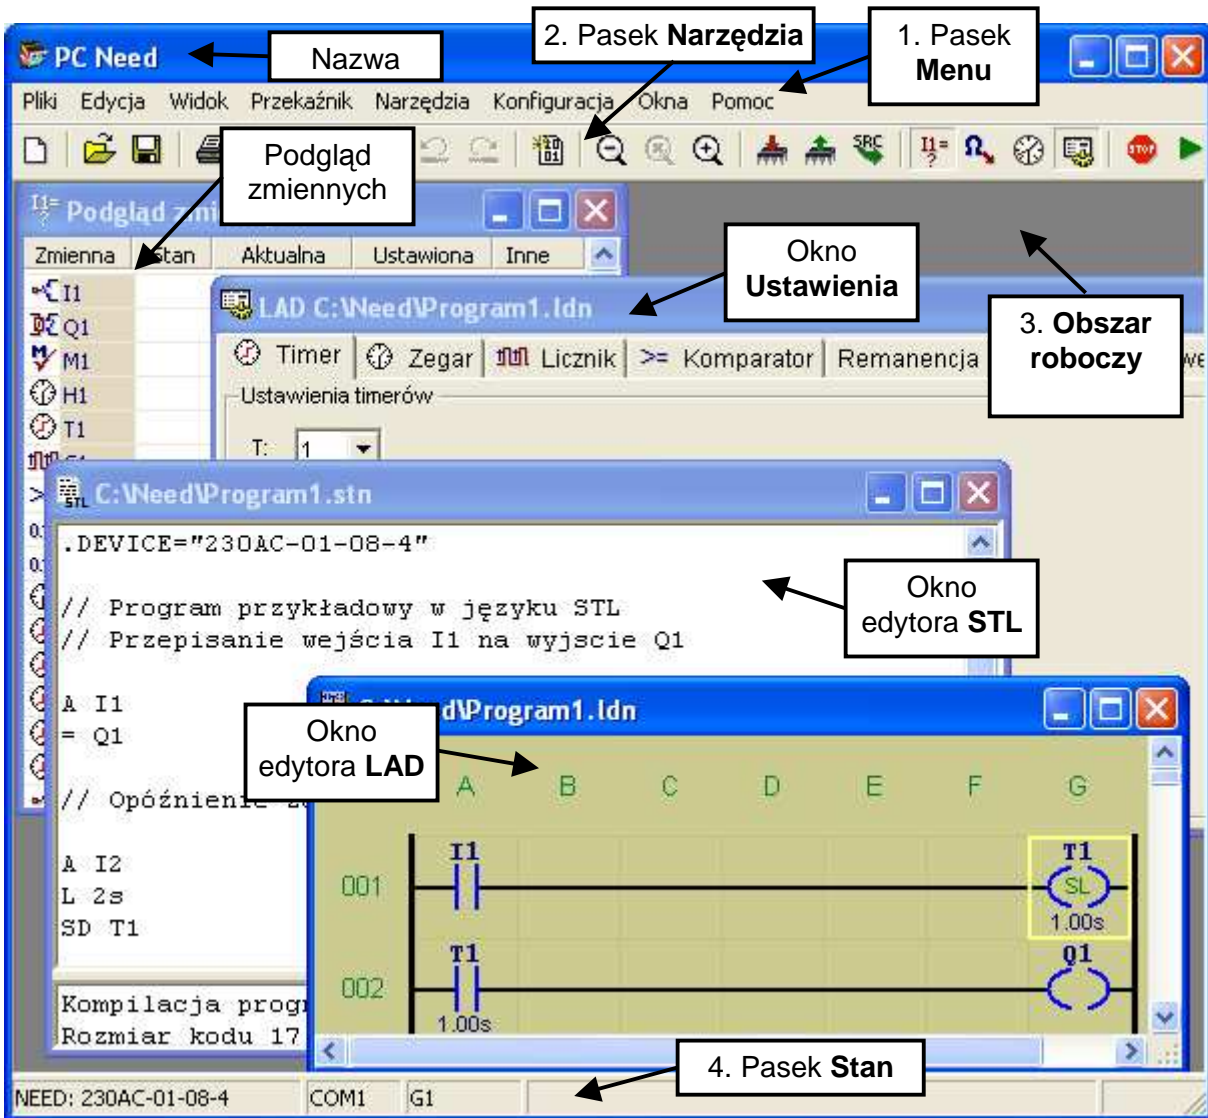 PC Need
Nazwa
2. Pasek Narzędzia
1. Pasek
Menu
Pliki Edycja Widok Przekaźnik Narzędzia Konfiguracja Okna Pomoc
SRC
I1=
?
STOP
Podgląd
zmiennych
Podgląd zmi
Zmienna Stan Aktualna Ustawiona Inne
I1
Q1
M1
H1
T1
Okno
Ustawienia
3. Obszar
roboczy
LAD C:\Need\Program1.ldn
Timer Zegar Licznik >= Komparator Remanencja
Ustawienia timerów
T: 1
STL
C:\Need\Program1.stn
.DEVICE="230AC-01-08-4"
// Program przykładowy w języku STL
// Przepisanie wejścia I1 na wyjscie Q1
A I1
= Q1
// Opóźnienie
A I2
L 2s
SD T1
Kompilacja prog
Rozmiar kodu 17
Okno
edytora STL
Okno
edytora LAD
d\Program1.ldn
A B C D E F G
001
I1
T1
SL
1.00s
002
T1
1.00s
Q1
4. Pasek Stan
NEED: 230AC-01-08-4 COM1 G1